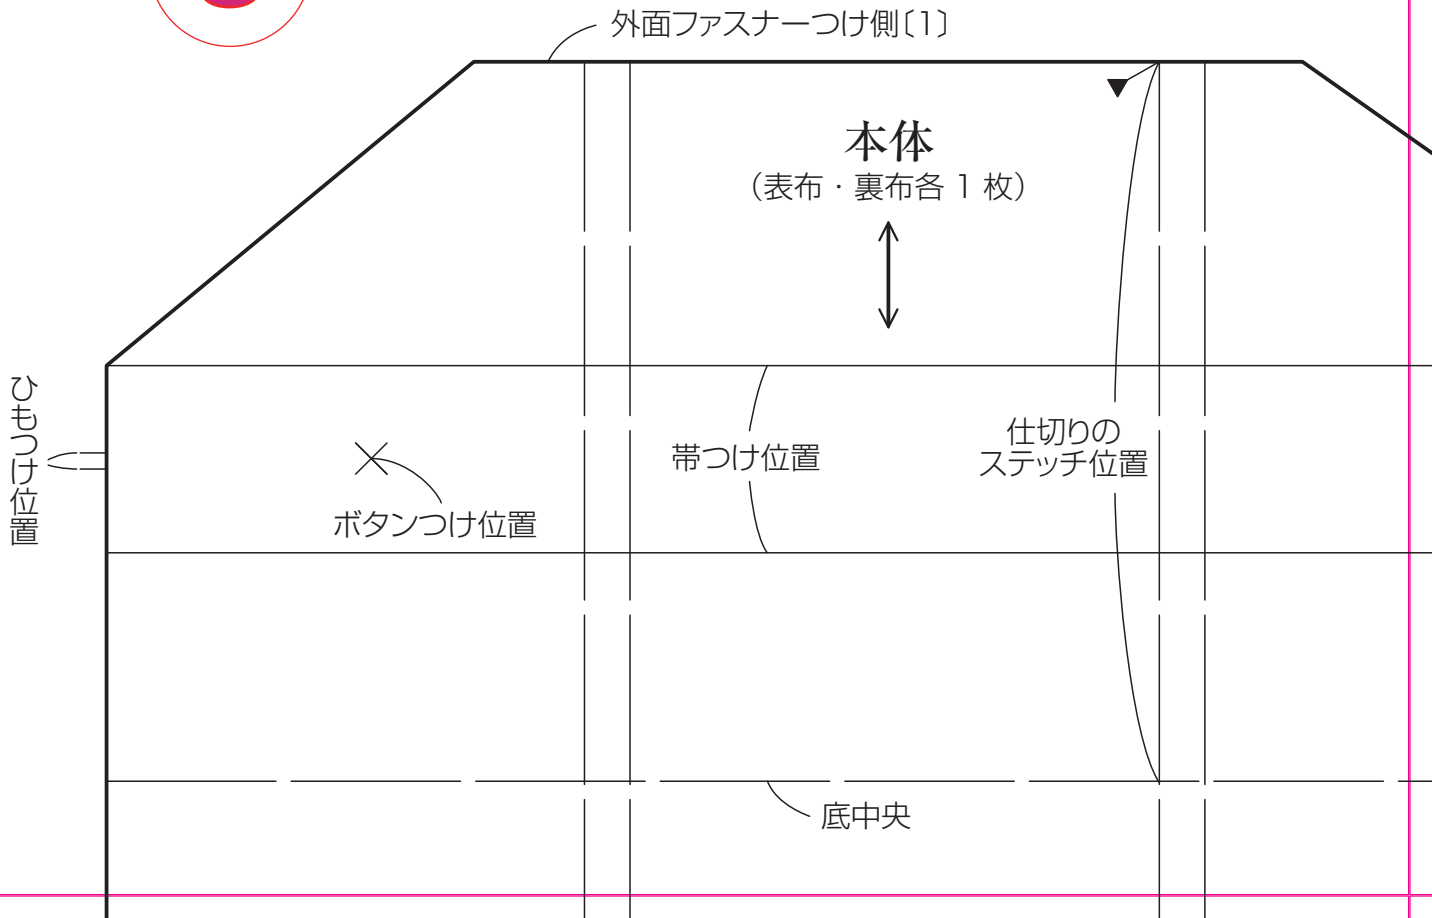 外面ファスナーつけ側〔1〕
本体
（表布・裏布各 1 枚）
ひもつけ位置
ボタンつけ位置
帯つけ位置
仕切りの
ステッチ位置
底中央